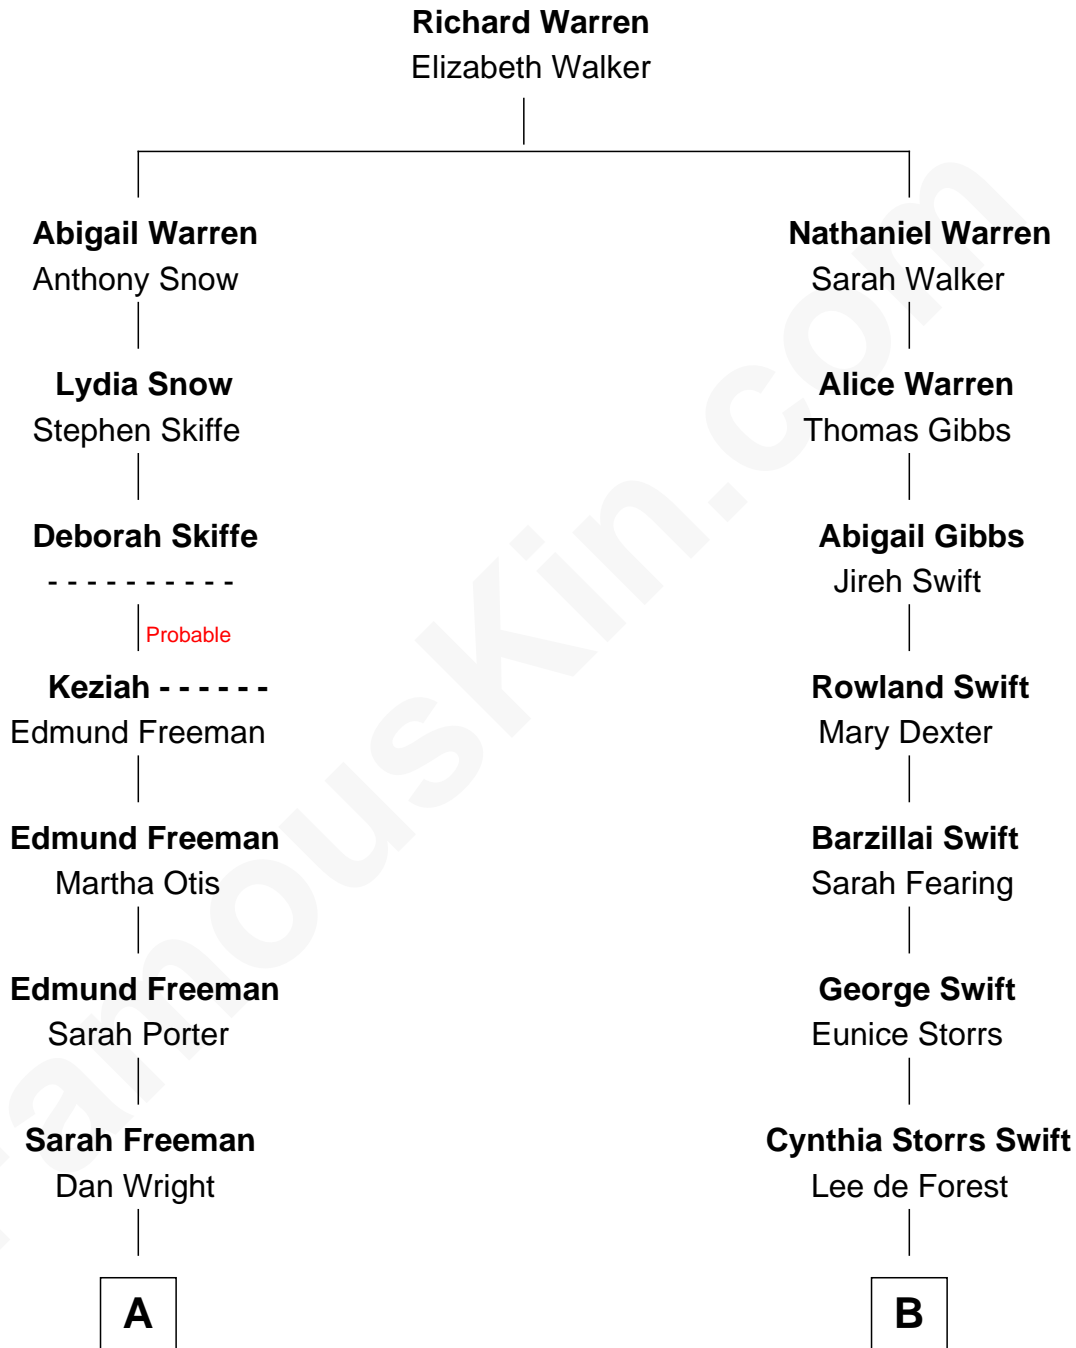 Richard Warren
Elizabeth Walker
Abigail Warren
Anthony Snow
Nathaniel Warren
Sarah Walker
Lydia Snow
Stephen Skiffe
Alice Warren
Thomas Gibbs
Deborah Skiffe
- - - - - - - - - -
Abigail Gibbs
Jireh Swift
Probable
Keziah - - - - - -
Edmund Freeman
Rowland Swift
Mary Dexter
Edmund Freeman
Martha Otis
Barzillai Swift
Sarah Fearing
Edmund Freeman
Sarah Porter
George Swift
Eunice Storrs
Sarah Freeman
Dan Wright
Cynthia Storrs Swift
Lee de Forest
A
B
FamousKin.com